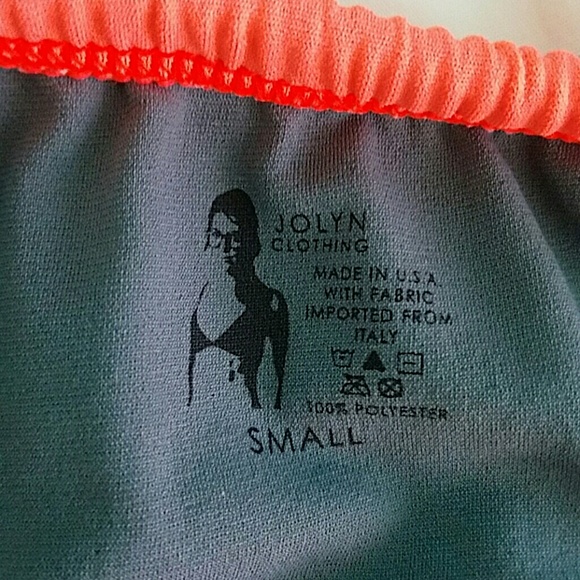 JOLYN
CLOTHING
MADE IN U.S.A
WITH FABRIC
IMPORTED FROM
ITALY
100% POLYESTER
SMALL